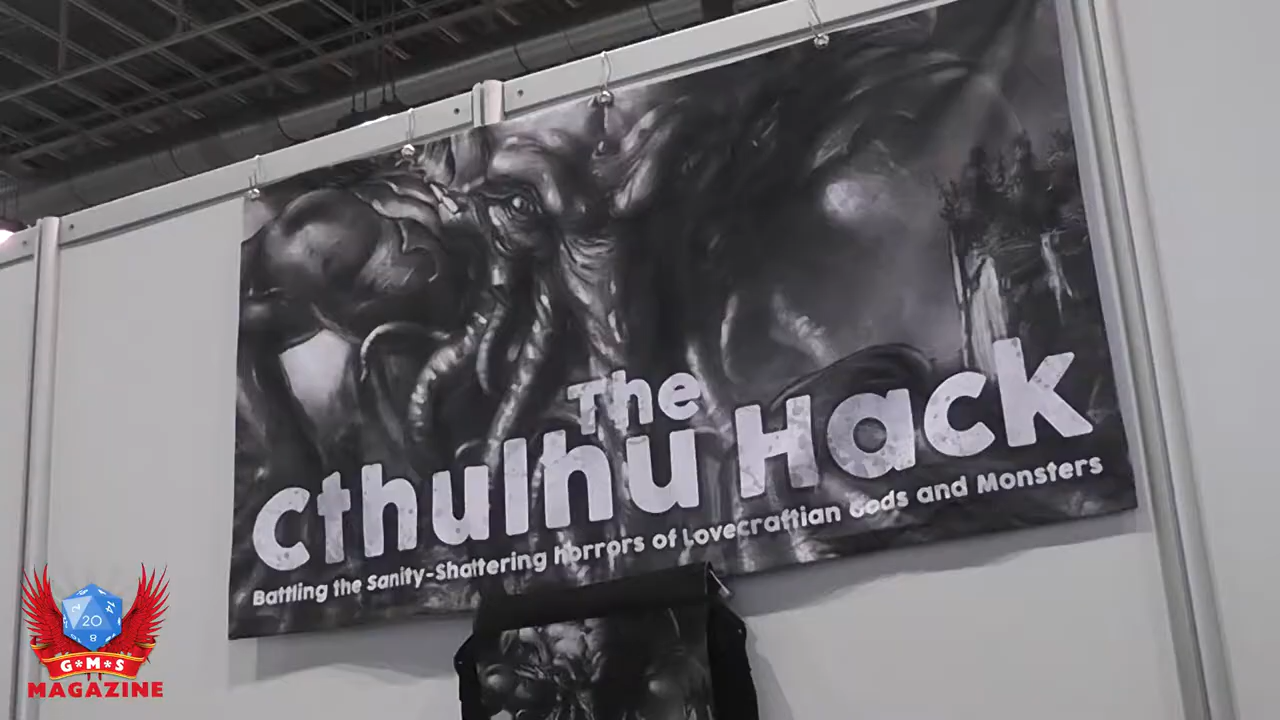 The
Cthulhu Hack
Battling the Sanity-Shattering horrors of Lovecraftian Gods and Monsters
20
G*M*S
MAGAZINE